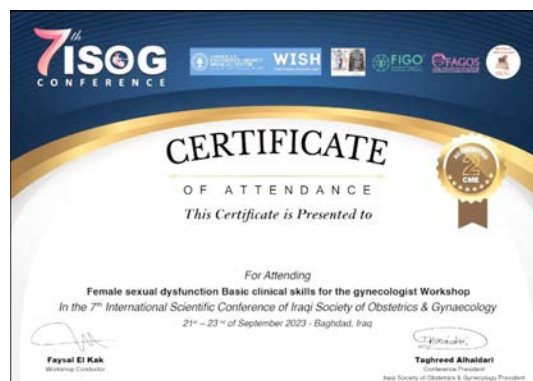 7th ISOG
CONFERENCE
WISH
FIGO
FAGOS
CERTIFICATE
OF ATTENDANCE
This Certificate is Presented to
2
CME
For Attending
Female sexual dysfunction Basic clinical skills for the gynecologist Workshop
In the 7th International Scientific Conference of Iraqi Society of Obstetrics & Gynaecology
21st – 23rd of September 2023 - Baghdad, Iraq
Faysal El Kak
Workshop Conductor
Taghreed Alhaidari
Conference President
Iraqi Society of Obstetrics & Gynecology President